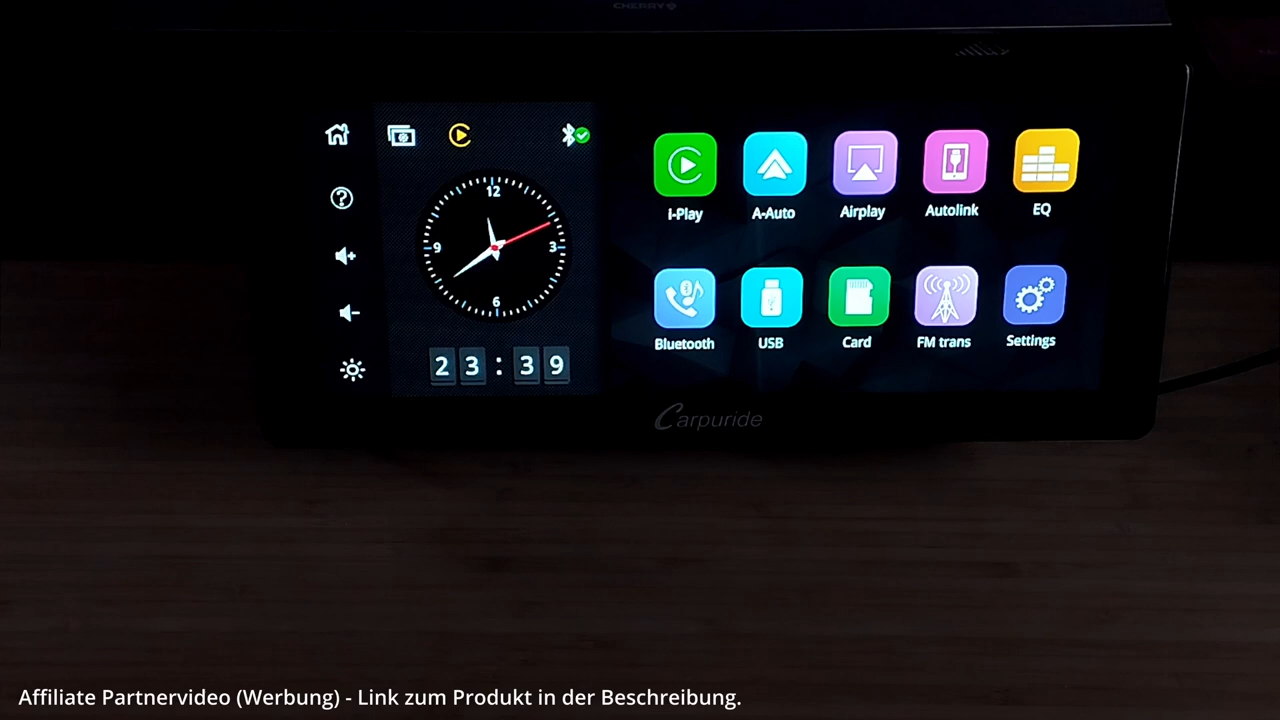 CHERRY
12
9
3
6
23:39
i-Play
A-Auto
Airplay
Autolink
EQ
Bluetooth
USB
Card
FM trans
Settings
Carpuride
Affiliate Partnervideo (Werbung) - Link zum Produkt in der Beschreibung.